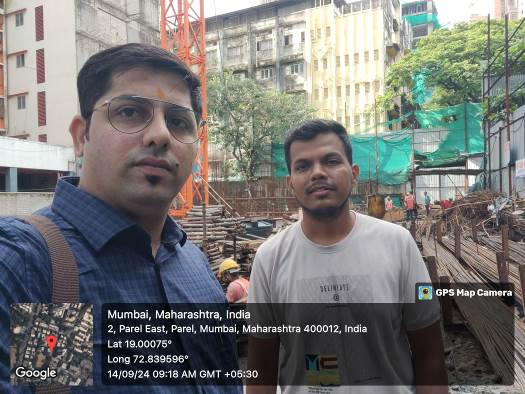 DELINIATE
GPS Map Camera
Mumbai, Maharashtra, India
2, Parel East, Parel, Mumbai, Maharashtra 400012, India
Lat 19.00075°
Long 72.839596°
14/09/24 09:18 AM GMT +05:30
Google